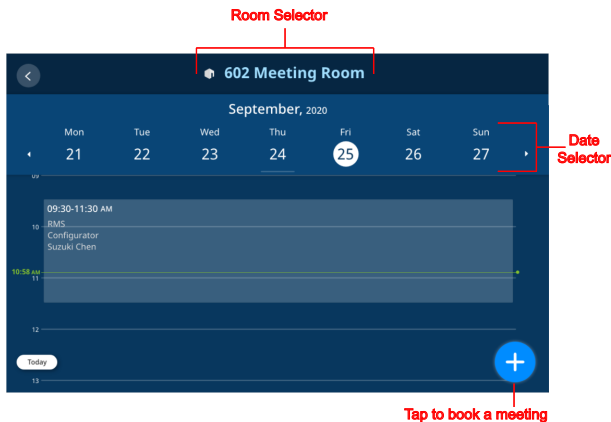 Room Selector
602 Meeting Room
September, 2020
Mon Tue Wed Thu Fri Sat Sun
21 22 23 24 25 26 27
Date
Selector
09
09:30-11:30 AM
10
RMS
Configurator
Suzuki Chen
10:58 AM
11
12
Today
13
Tap to book a meeting